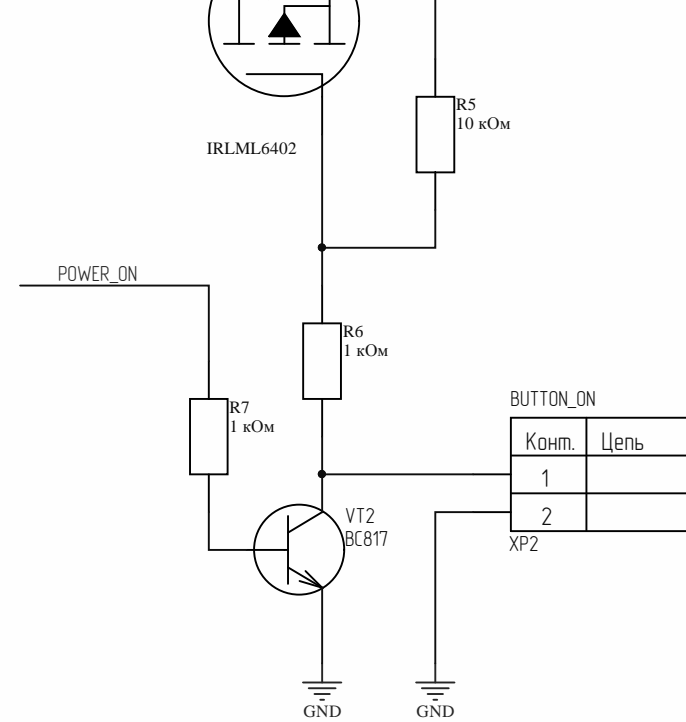 R5
10 кОм
IRLML6402
POWER_ON
R6
1 кОм
R7
1 кОм
BUTTON_ON
Конт. Цепь
1
2
XP2
VT2
BC817
GND
GND